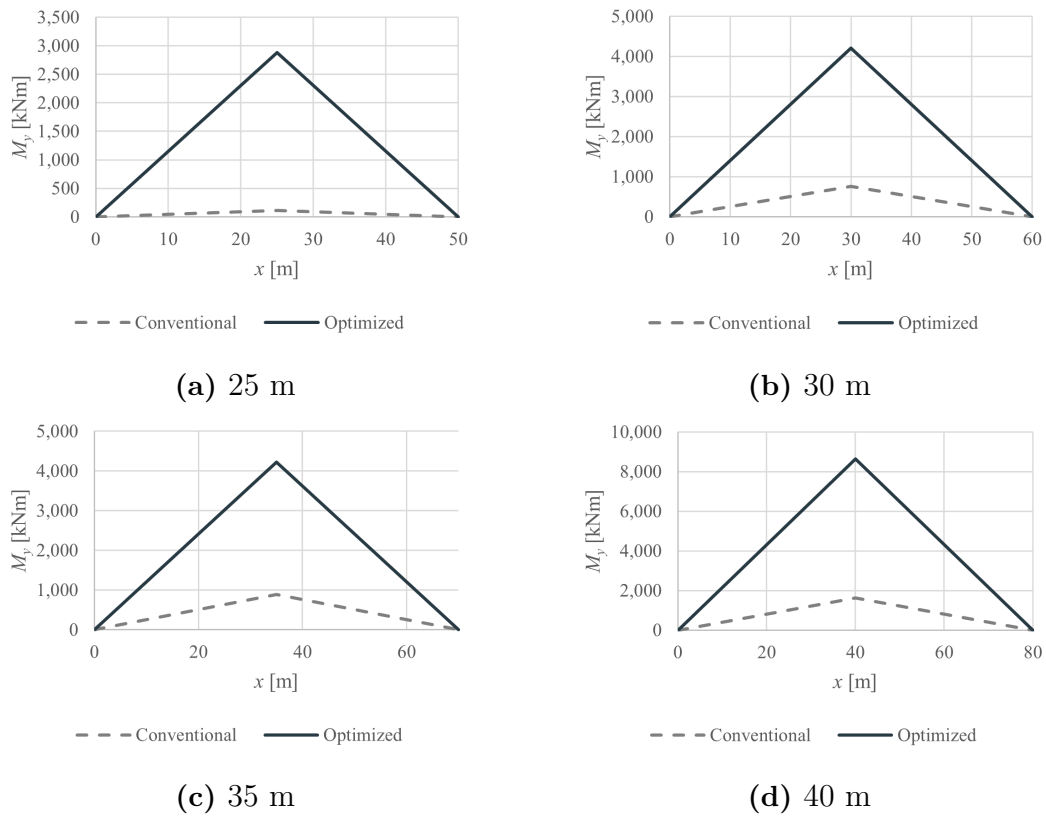 3,500
3,000
2,500
2,000
1,500
1,000
500
0
M_y [kNm]
0 10 20 30 40 50
x [m]
Conventional Optimized
(a) 25 m
5,000
4,000
3,000
2,000
1,000
0
M_y [kNm]
0 10 20 30 40 50 60
x [m]
Conventional Optimized
(b) 30 m
5,000
4,000
3,000
2,000
1,000
0
M_y [kNm]
0 20 40 60
x [m]
Conventional Optimized
(c) 35 m
10,000
8,000
6,000
4,000
2,000
0
M_y [kNm]
0 20 40 60 80
x [m]
Conventional Optimized
(d) 40 m